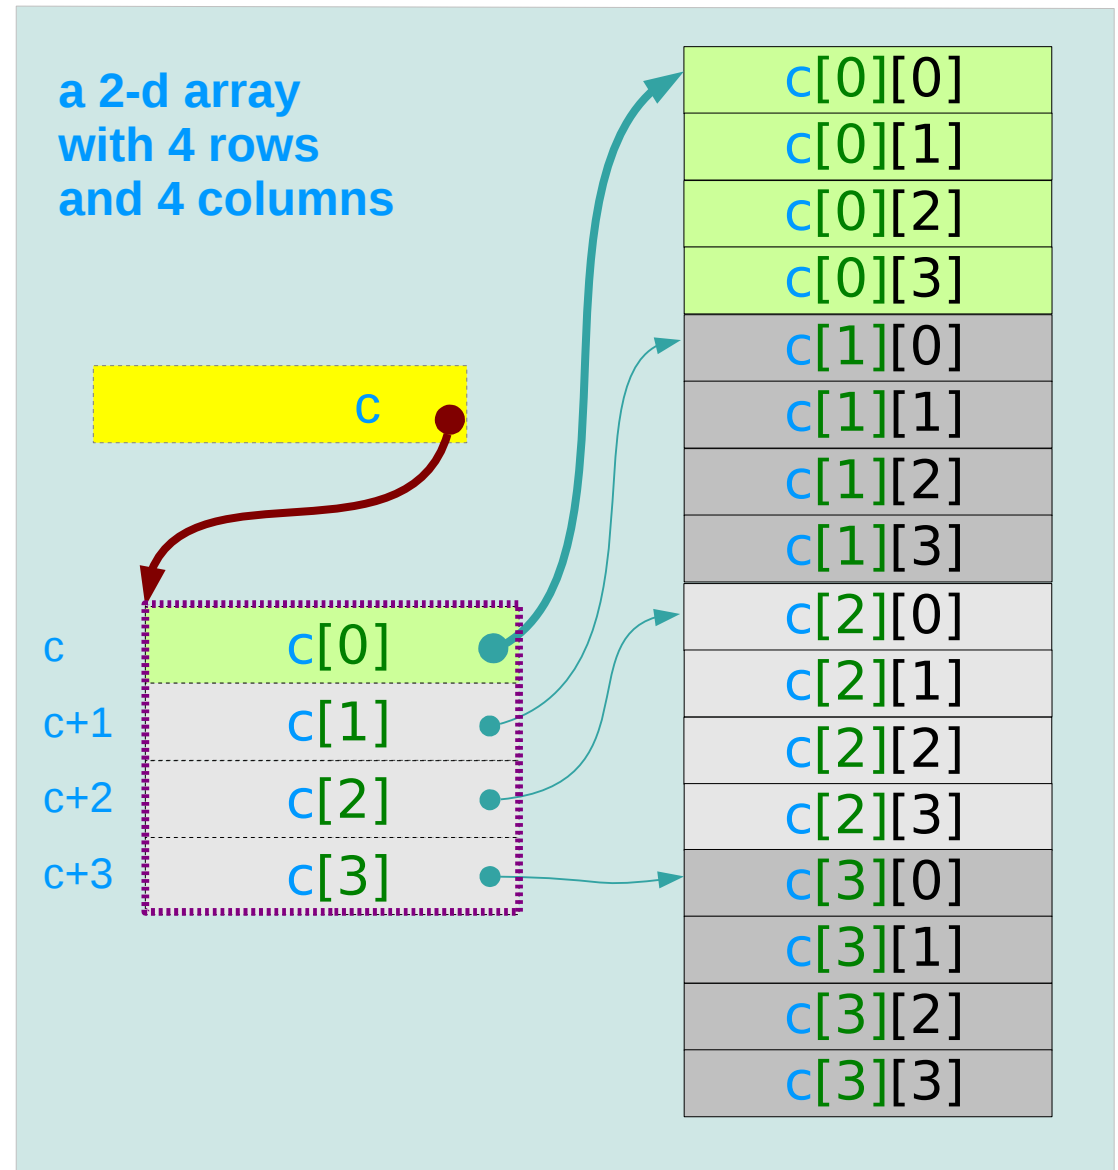 a 2-d array
with 4 rows
and 4 columns
c
c c[0]
c+1 c[1]
c+2 c[2]
c+3 c[3]
c[0][0]
c[0][1]
c[0][2]
c[0][3]
c[1][0]
c[1][1]
c[1][2]
c[1][3]
c[2][0]
c[2][1]
c[2][2]
c[2][3]
c[3][0]
c[3][1]
c[3][2]
c[3][3]